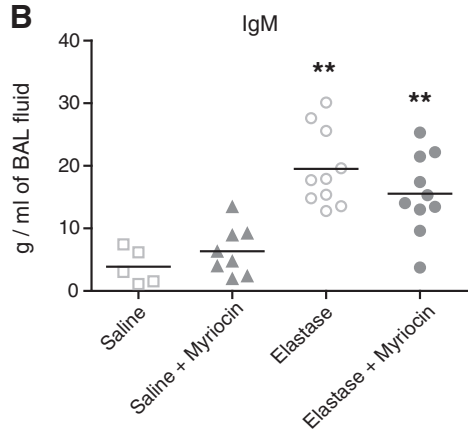 B
IgM
g / ml of BAL fluid
40
30
20
10
0
**
**
Saline
Saline + Myriocin
Elastase
Elastase + Myriocin